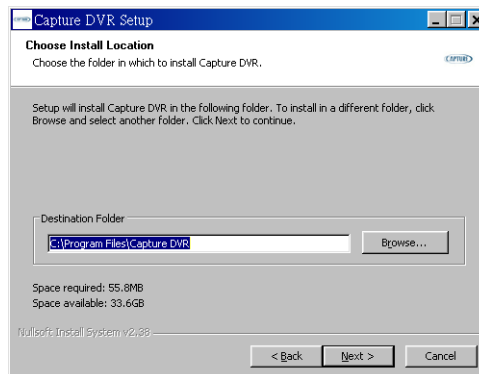 Capture DVR Setup
Choose Install Location
Choose the folder in which to install Capture DVR.
CAPTURE
Setup will install Capture DVR in the following folder. To install in a different folder, click
Browse and select another folder. Click Next to continue.
Destination Folder
C:\Program Files\Capture DVR
Browse...
Space required: 55.8MB
Space available: 33.6GB
Nullsoft Install System v2.38
< Back
Next >
Cancel